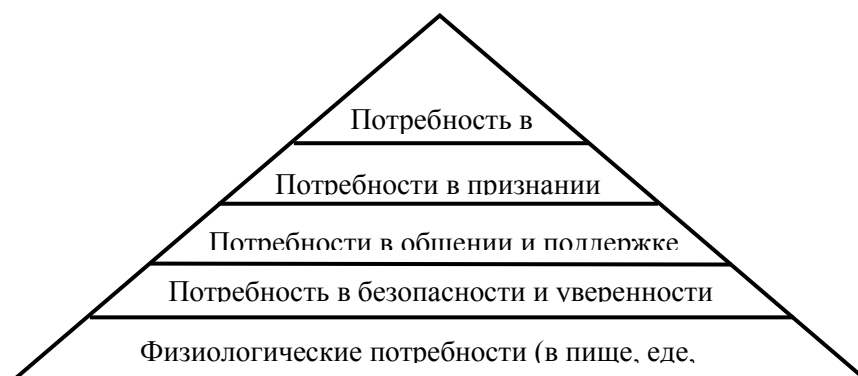 Потребность в
Потребности в признании
Потребности в общении и поддержке
Потребность в безопасности и уверенности
Физиологические потребности (в пище, еде,